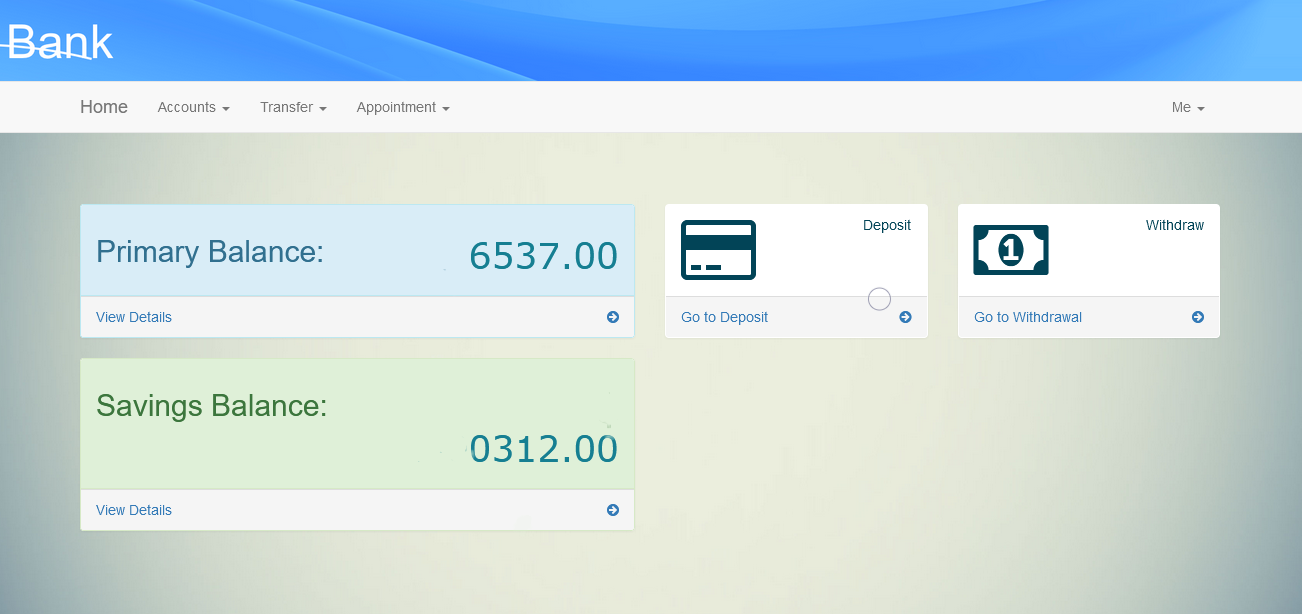 Bank
Home Accounts Transfer Appointment Me
Primary Balance: 6537.00
View Details
Deposit
Go to Deposit
Withdraw
1
Go to Withdrawal
Savings Balance:
0312.00
View Details